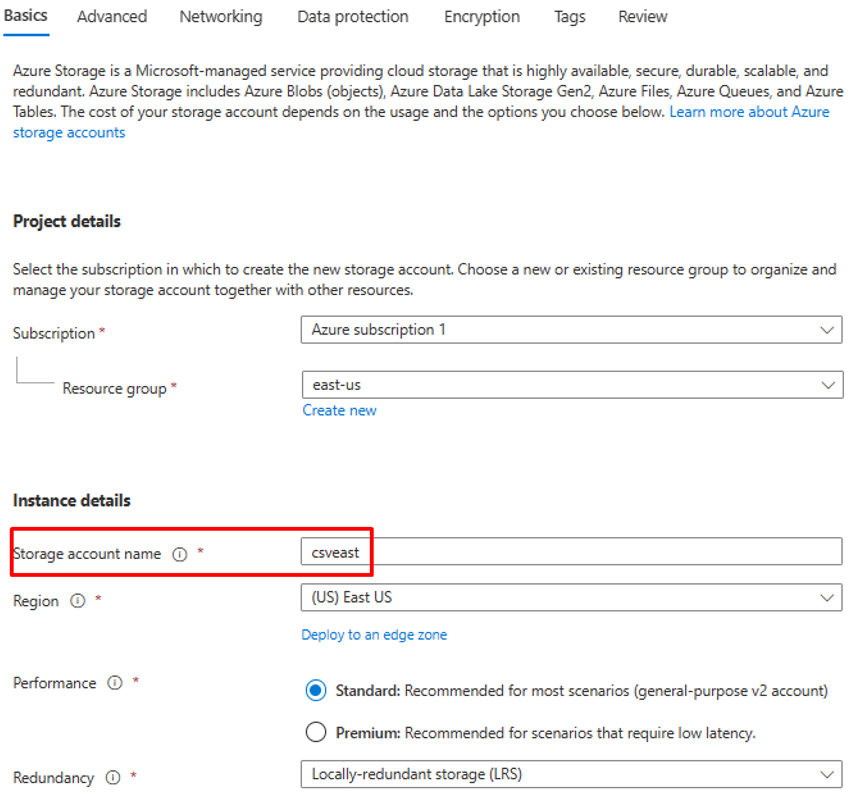 Basics Advanced Networking Data protection Encryption Tags Review
Azure Storage is a Microsoft-managed service providing cloud storage that is highly available, secure, durable, scalable, and
redundant. Azure Storage includes Azure Blobs (objects), Azure Data Lake Storage Gen2, Azure Files, Azure Queues, and Azure
Tables. The cost of your storage account depends on the usage and the options you choose below. Learn more about Azure
storage accounts
Project details
Select the subscription in which to create the new storage account. Choose a new or existing resource group to organize and
manage your storage account together with other resources.
Subscription * Azure subscription 1
Resource group * east-us
Create new
Instance details
Storage account name * csveast
Region * (US) East US
Deploy to an edge zone
Performance * Standard: Recommended for most scenarios (general-purpose v2 account)
Premium: Recommended for scenarios that require low latency.
Redundancy * Locally-redundant storage (LRS)